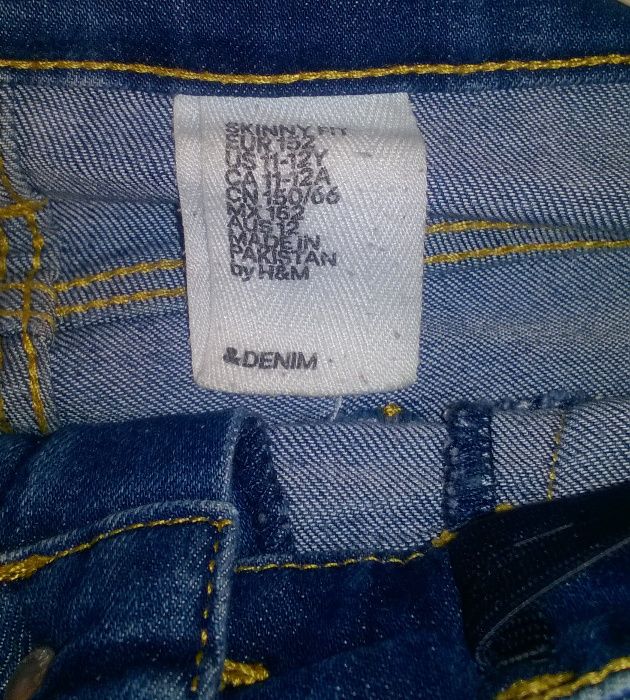 SKINNY FIT
EUR 152
US 11-12Y
CA 11-12A
CN 150/66
MX 152
AUS 12
MADE IN
PAKISTAN
by H&M
&DENIM